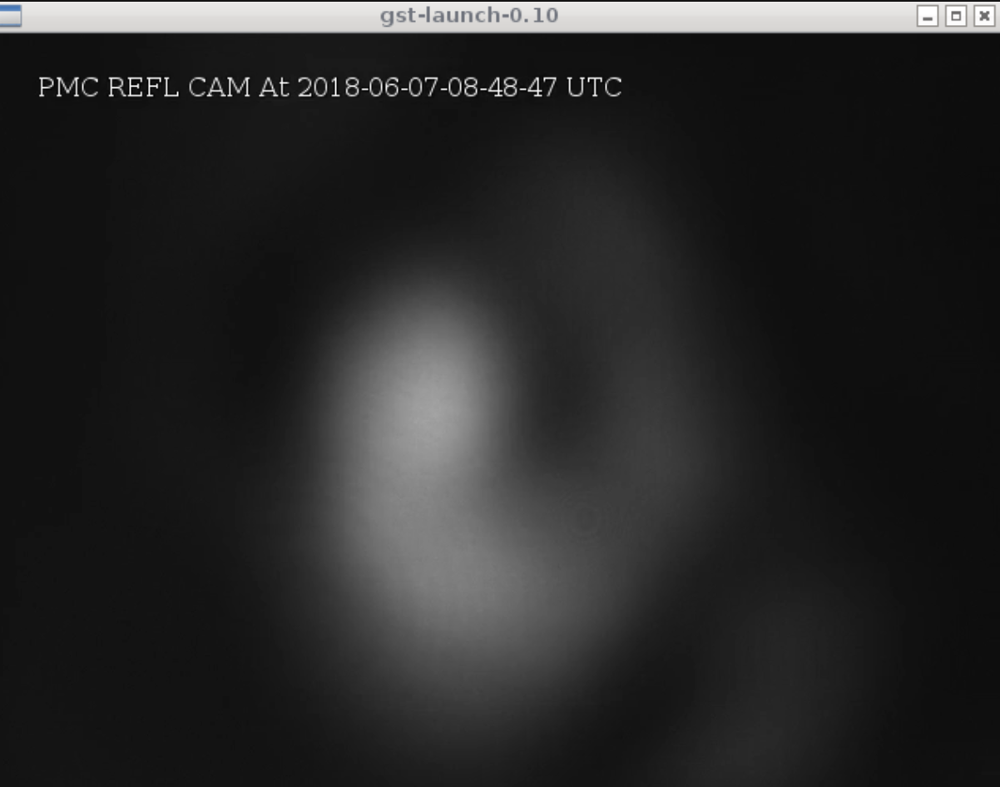 gst-launch-0.10
PMC REFL CAM At 2018-06-07-08-48-47 UTC